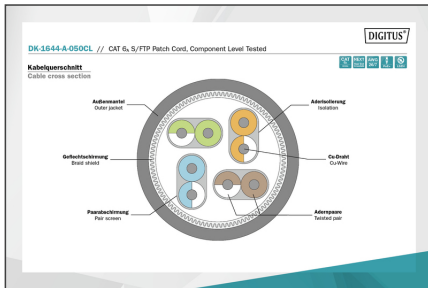 DIGITUS
DK-1644-A-050CL // CAT 6A S/FTP Patch Cord, Component Level Tested
Kabelquerschnitt
Cable cross section
Außenmantel
Outer jacket
Aderisolierung
Isolation
Geflechtschirmung
Braid shield
Cu-Draht
Cu-Wire
Paarabschirmung
Pair screen
Adernpaare
Twisted pair